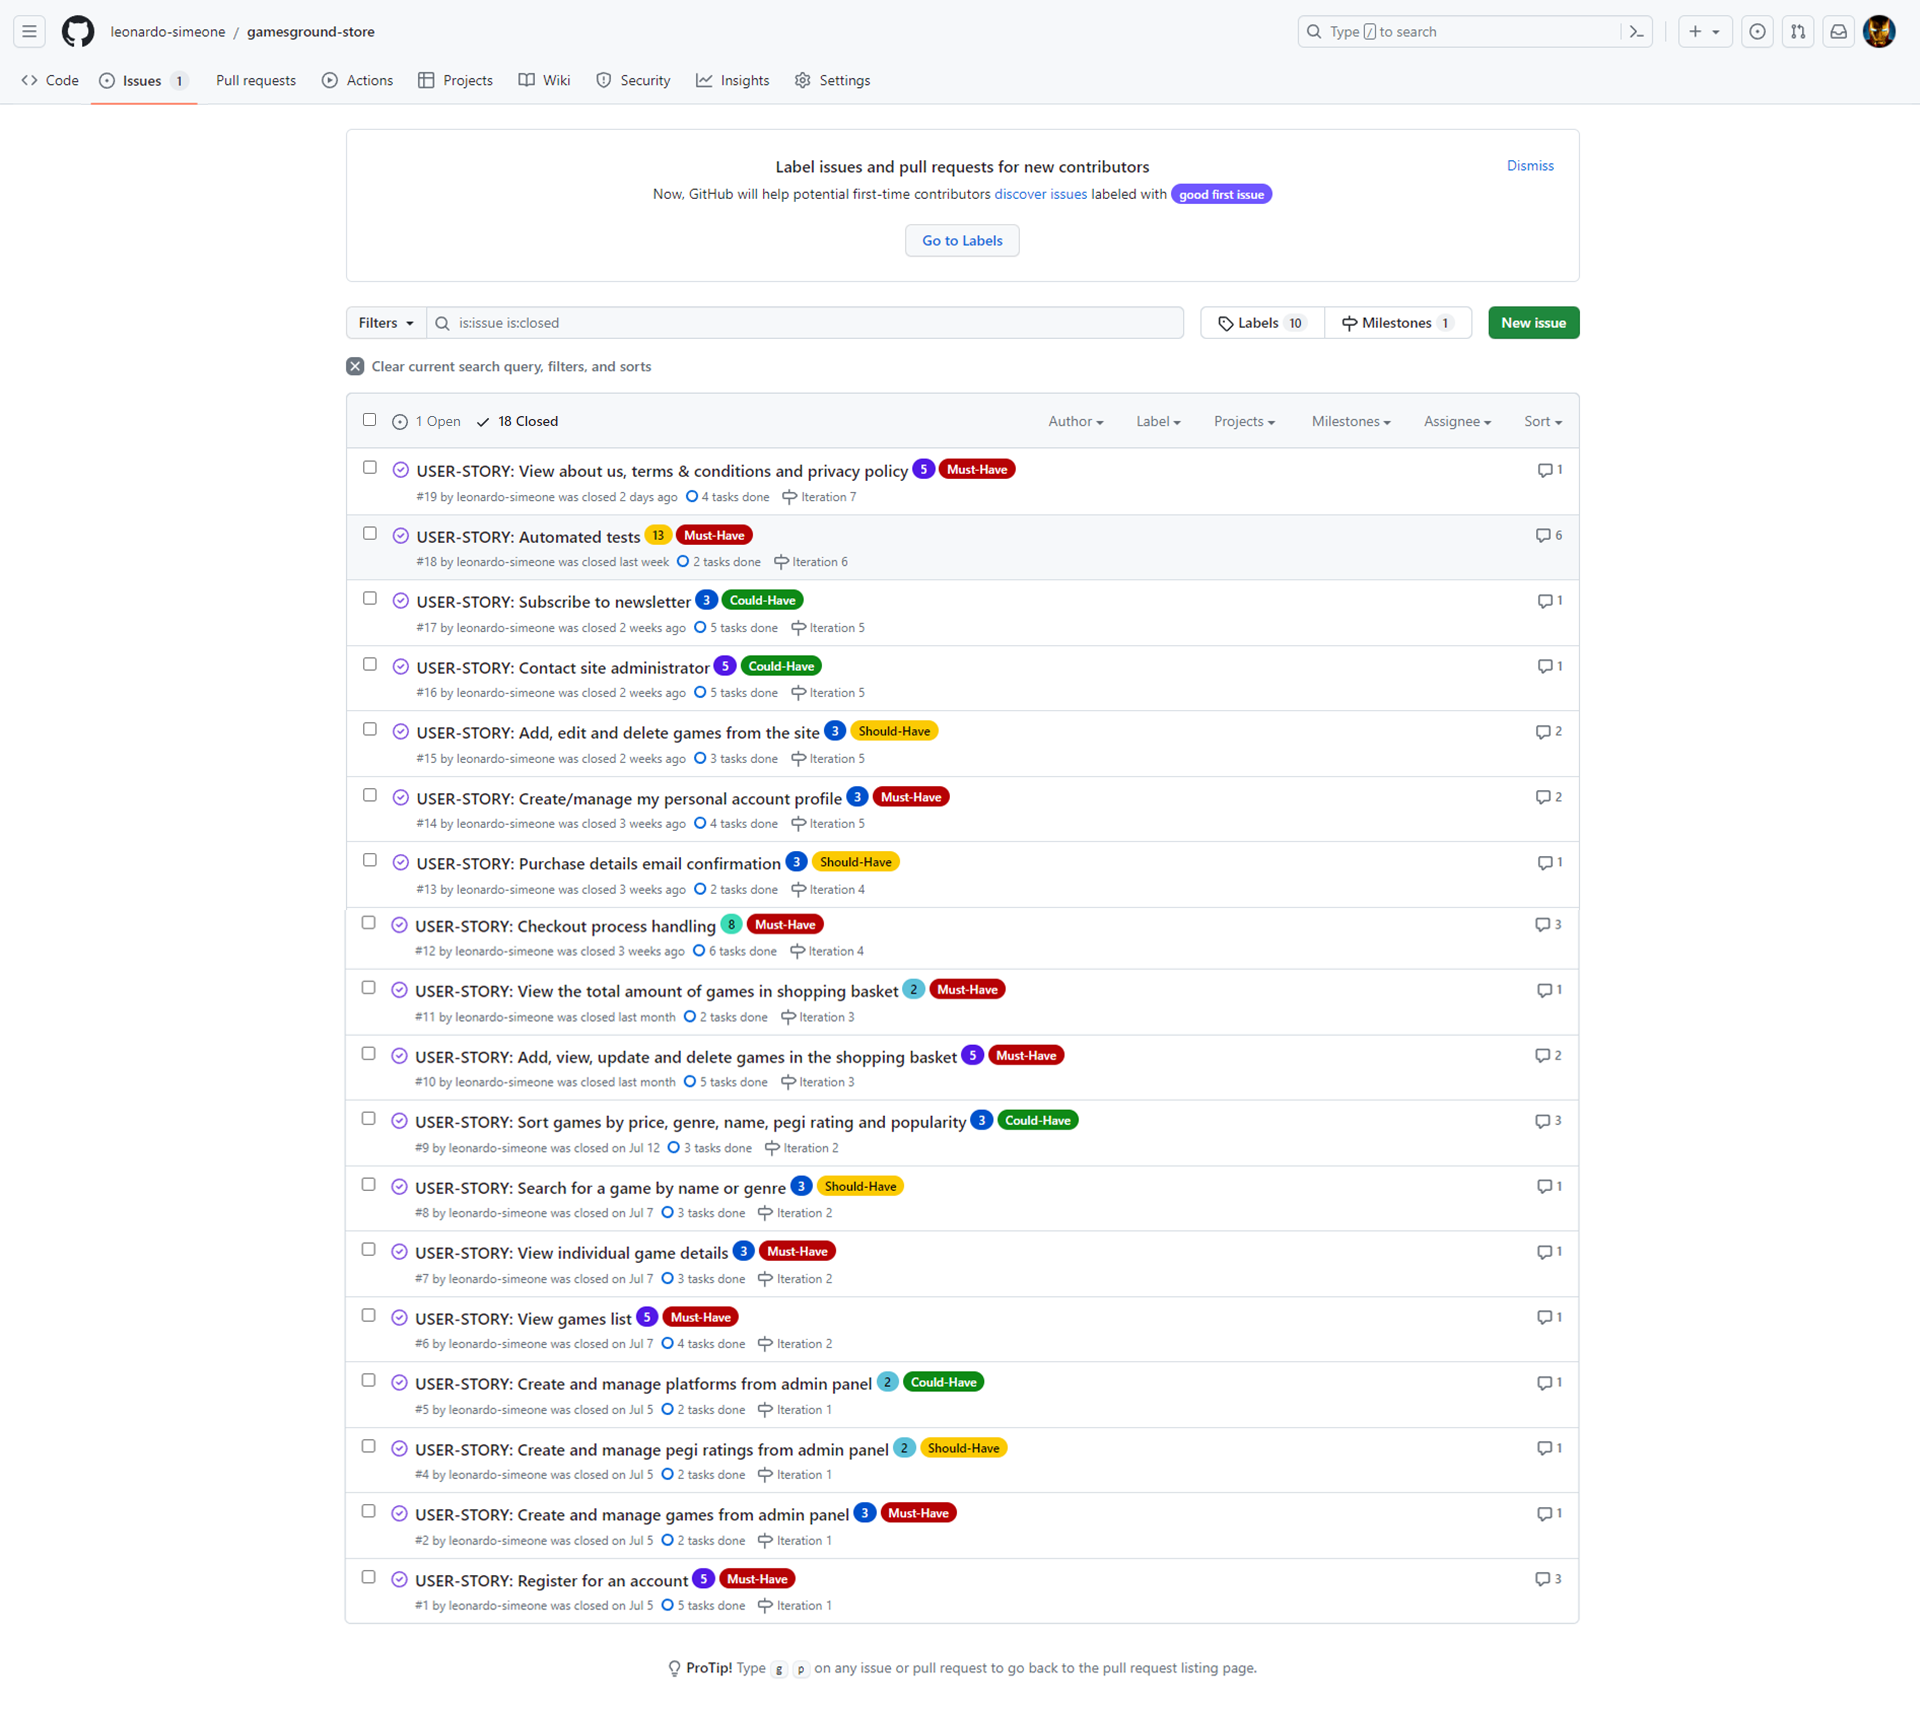 leonardo-simeone / gamesground-store
Type / to search
Code
Issues 1
Pull requests
Actions
Projects
Wiki
Security
Insights
Settings
Label issues and pull requests for new contributors
Dismiss
Now, GitHub will help potential first-time contributors discover issues labeled with good first issue
Go to Labels
Filters
is:issue is:closed
Labels 10
Milestones 1
New issue
Clear current search query, filters, and sorts
1 Open
18 Closed
Author
Label
Projects
Milestones
Assignee
Sort
USER-STORY: View about us, terms & conditions and privacy policy 5 Must-Have 1
#19 by leonardo-simeone was closed 2 days ago 4 tasks done Iteration 7
USER-STORY: Automated tests 13 Must-Have 6
#18 by leonardo-simeone was closed last week 2 tasks done Iteration 6
USER-STORY: Subscribe to newsletter 3 Could-Have 1
#17 by leonardo-simeone was closed 2 weeks ago 5 tasks done Iteration 5
USER-STORY: Contact site administrator 5 Could-Have 1
#16 by leonardo-simeone was closed 2 weeks ago 5 tasks done Iteration 5
USER-STORY: Add, edit and delete games from the site 3 Should-Have 2
#15 by leonardo-simeone was closed 2 weeks ago 3 tasks done Iteration 5
USER-STORY: Create/manage my personal account profile 3 Must-Have 2
#14 by leonardo-simeone was closed 3 weeks ago 4 tasks done Iteration 5
USER-STORY: Purchase details email confirmation 3 Should-Have 1
#13 by leonardo-simeone was closed 3 weeks ago 2 tasks done Iteration 4
USER-STORY: Checkout process handling 8 Must-Have 3
#12 by leonardo-simeone was closed 3 weeks ago 6 tasks done Iteration 4
USER-STORY: View the total amount of games in shopping basket 2 Must-Have 1
#11 by leonardo-simeone was closed last month 2 tasks done Iteration 3
USER-STORY: Add, view, update and delete games in the shopping basket 5 Must-Have 2
#10 by leonardo-simeone was closed last month 5 tasks done Iteration 3
USER-STORY: Sort games by price, genre, name, pegi rating and popularity 3 Could-Have 3
#9 by leonardo-simeone was closed on Jul 12 3 tasks done Iteration 2
USER-STORY: Search for a game by name or genre 3 Should-Have 1
#8 by leonardo-simeone was closed on Jul 7 3 tasks done Iteration 2
USER-STORY: View individual game details 3 Must-Have 1
#7 by leonardo-simeone was closed on Jul 7 3 tasks done Iteration 2
USER-STORY: View games list 5 Must-Have 1
#6 by leonardo-simeone was closed on Jul 7 4 tasks done Iteration 2
USER-STORY: Create and manage platforms from admin panel 2 Could-Have 1
#5 by leonardo-simeone was closed on Jul 5 2 tasks done Iteration 1
USER-STORY: Create and manage pegi ratings from admin panel 2 Should-Have 1
#4 by leonardo-simeone was closed on Jul 5 2 tasks done Iteration 1
USER-STORY: Create and manage games from admin panel 3 Must-Have 1
#2 by leonardo-simeone was closed on Jul 5 2 tasks done Iteration 1
USER-STORY: Register for an account 5 Must-Have 3
#1 by leonardo-simeone was closed on Jul 5 5 tasks done Iteration 1
ProTip! Type g p on any issue or pull request to go back to the pull request listing page.